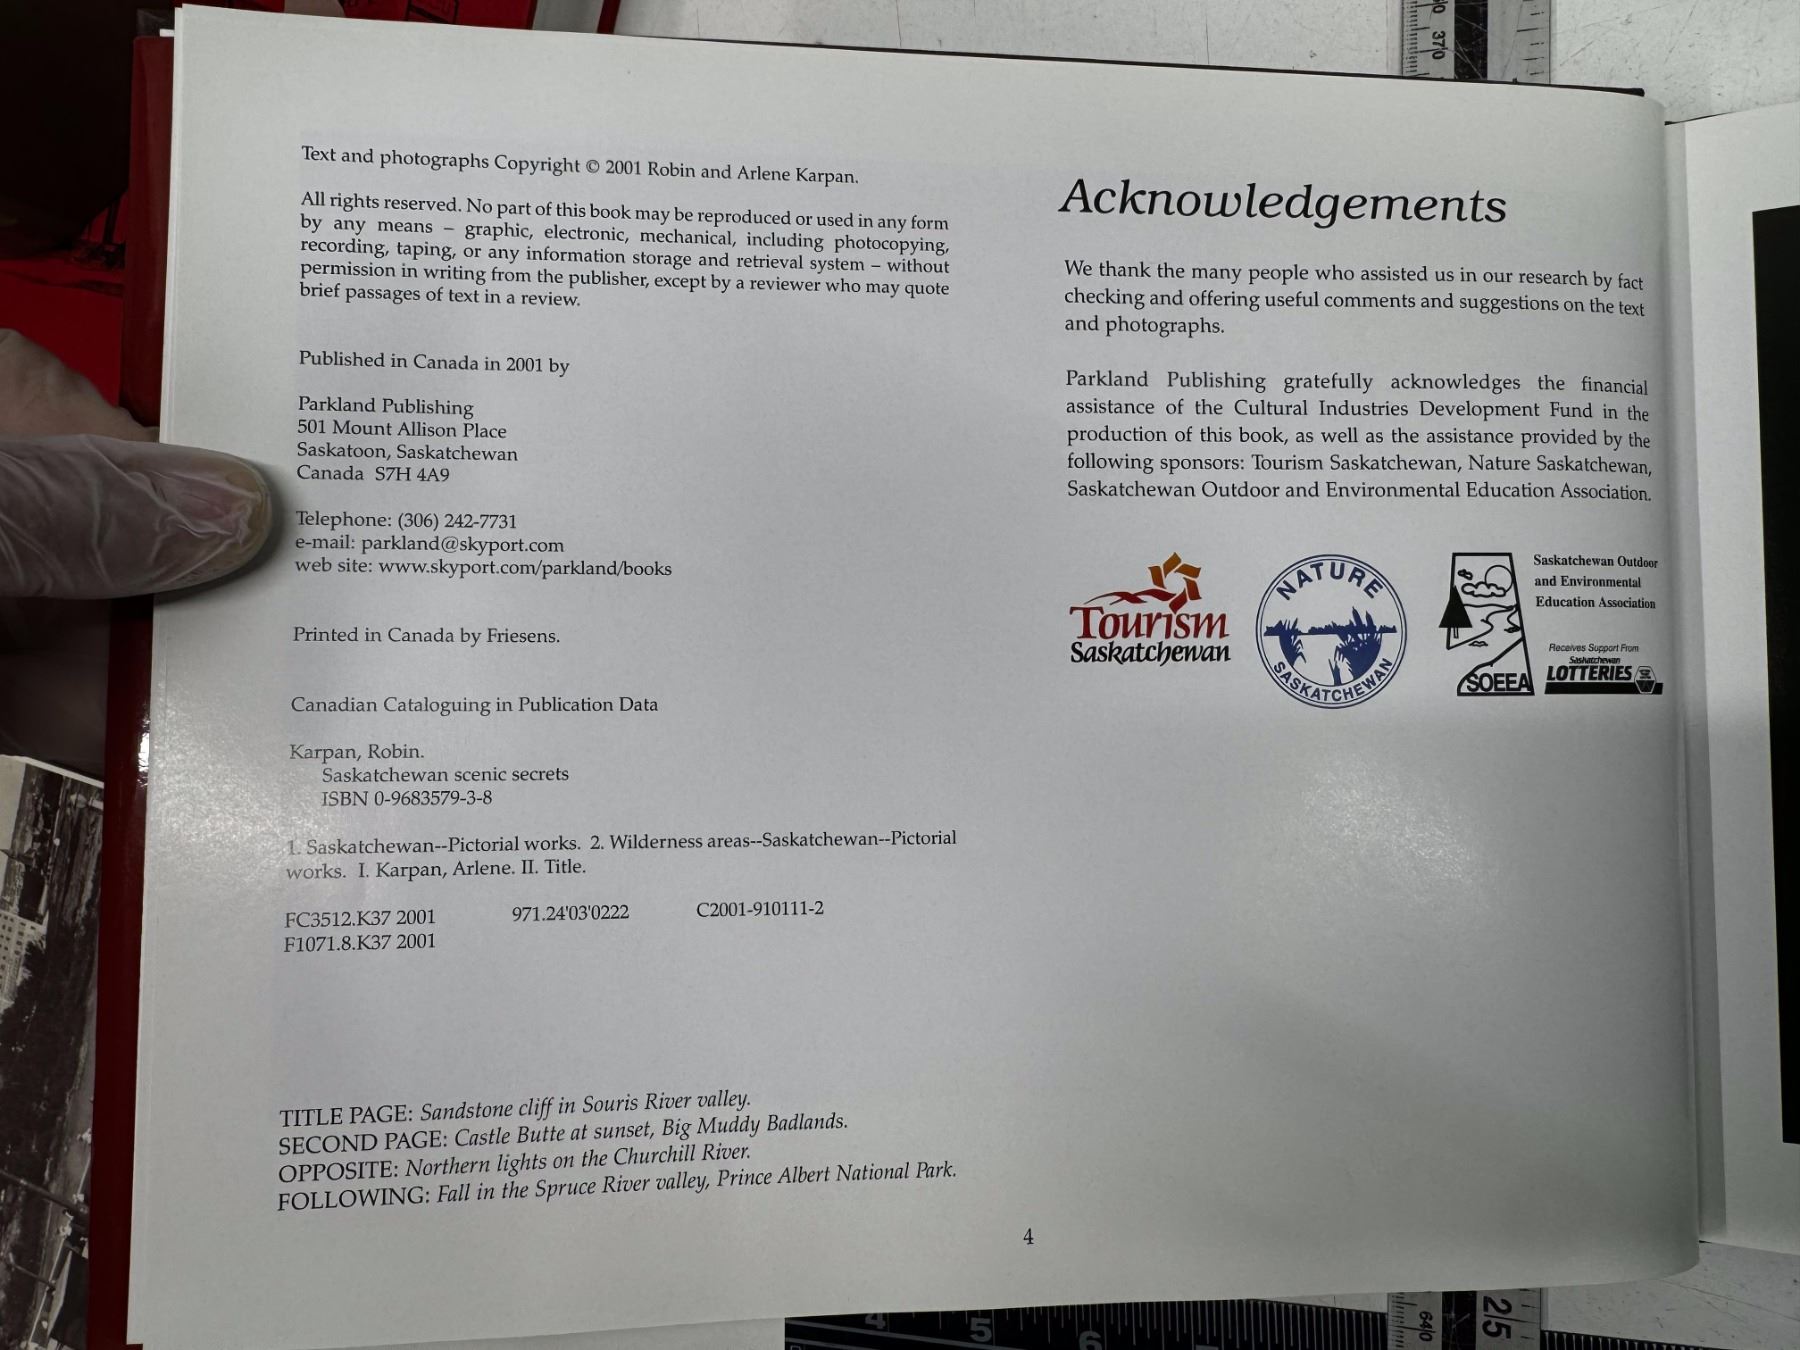 Text and photographs Copyright © 2001 Robin and Arlene Karpan.
All rights reserved. No part of this book may be reproduced or used in any form
by any means – graphic, electronic, mechanical, including photocopying,
recording, taping, or any information storage and retrieval system – without
permission in writing from the publisher, except by a reviewer who may quote
brief passages of text in a review.
Published in Canada in 2001 by
Parkland Publishing
501 Mount Allison Place
Saskatoon, Saskatchewan
Canada S7H 4A9
Telephone: (306) 242-7731
e-mail: parkland@skyport.com
web site: www.skyport.com/parkland/books
Printed in Canada by Friesens.
Canadian Cataloguing in Publication Data
Karpan, Robin.
Saskatchewan scenic secrets
ISBN 0-9683579-3-8
1. Saskatchewan--Pictorial works. 2. Wilderness areas--Saskatchewan--Pictorial
works. I. Karpan, Arlene. II. Title.
FC3512.K37 2001 971.24'03'0222 C2001-910111-2
F1071.8.K37 2001
TITLE PAGE: Sandstone cliff in Souris River valley.
SECOND PAGE: Castle Butte at sunset, Big Muddy Badlands.
OPPOSITE: Northern lights on the Churchill River.
FOLLOWING: Fall in the Spruce River valley, Prince Albert National Park.
Acknowledgements
We thank the many people who assisted us in our research by fact
checking and offering useful comments and suggestions on the text
and photographs.
Parkland Publishing gratefully acknowledges the financial
assistance of the Cultural Industries Development Fund in the
production of this book, as well as the assistance provided by the
following sponsors: Tourism Saskatchewan, Nature Saskatchewan,
Saskatchewan Outdoor and Environmental Education Association.
Tourism
Saskatchewan
NATURE
SASKATCHEWAN
SOEEA
Saskatchewan Outdoor
and Environmental
Education Association
Receives Support From
Saskatchewan
LOTTERIES
4
370
4 5 6
640
25